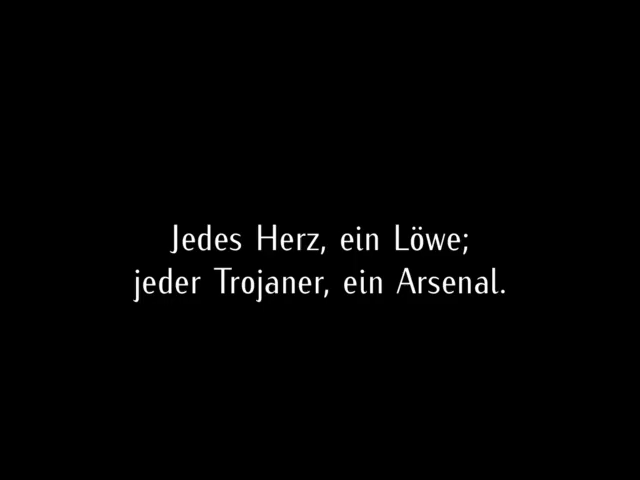 Jedes Herz, ein Löwe;
jeder Trojaner, ein Arsenal.